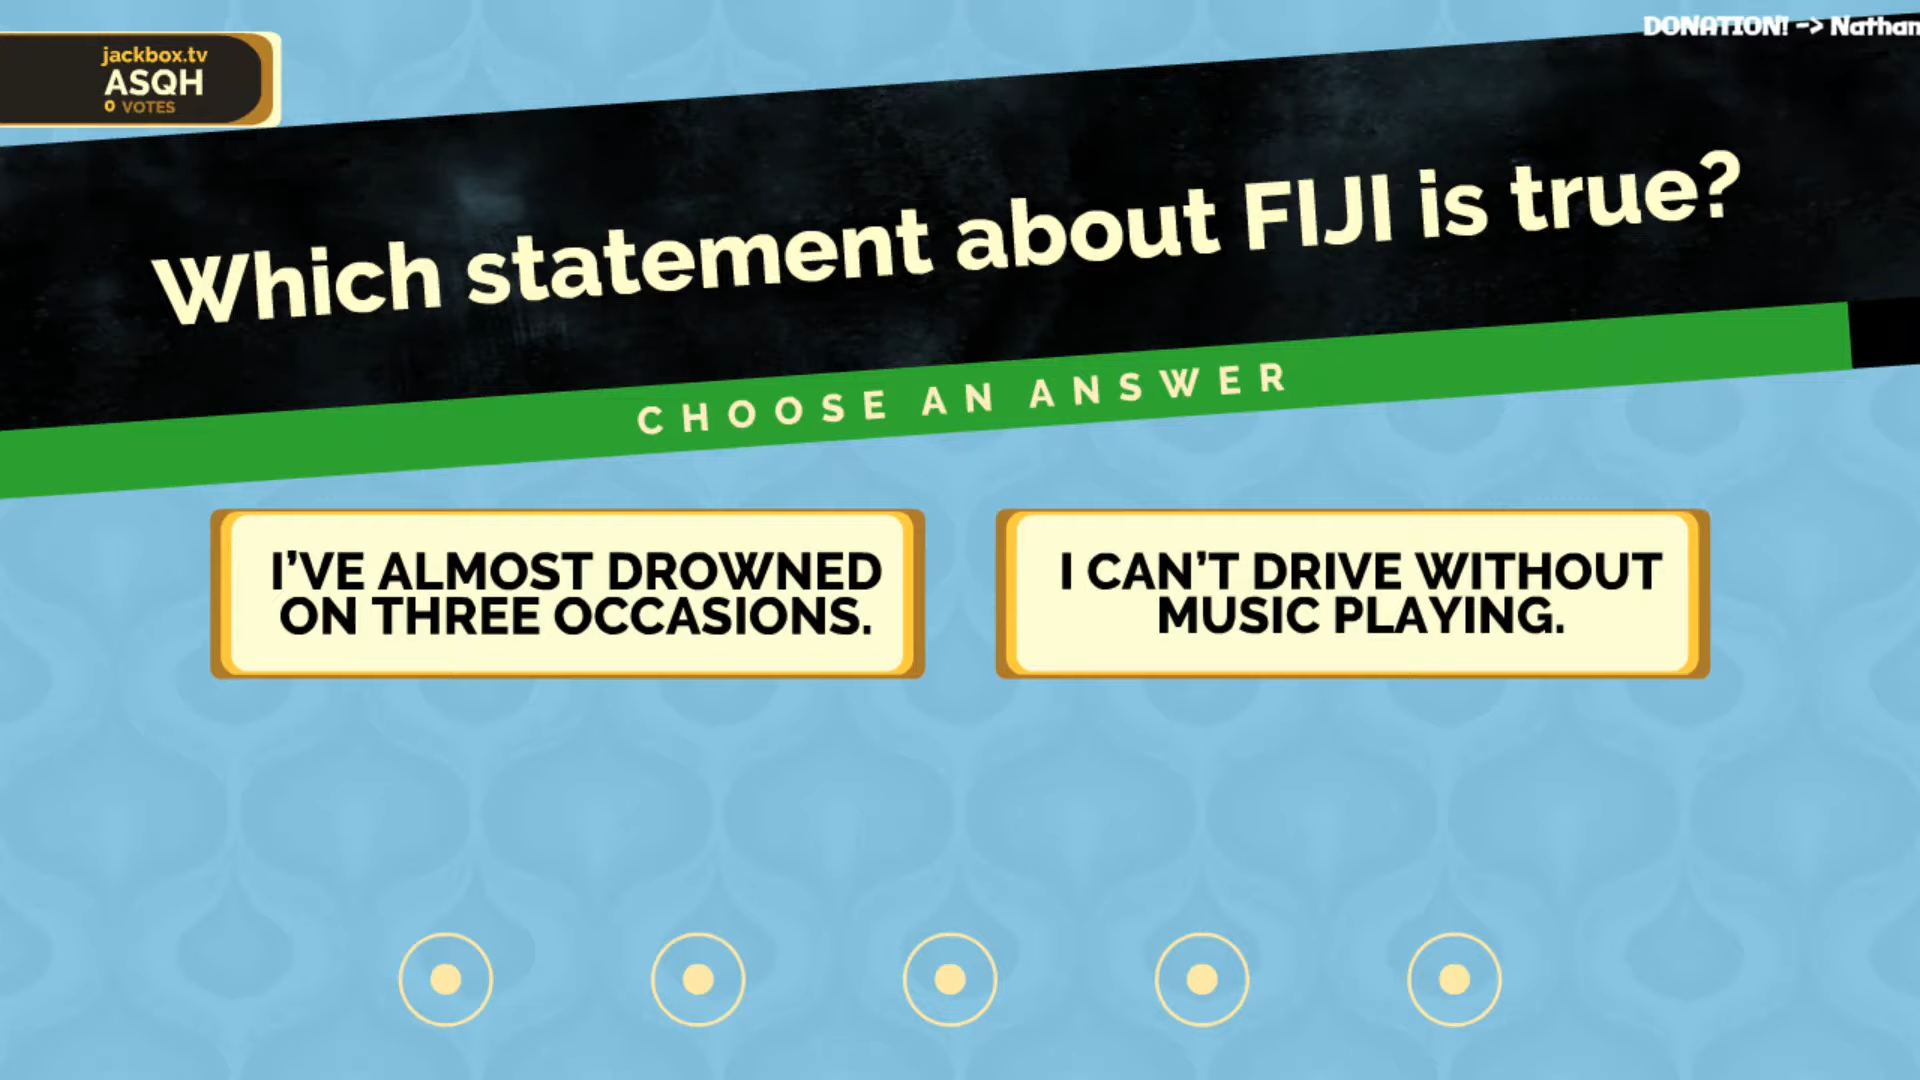 DONATION! -> Nathan
jackbox.tv
ASQH
0 VOTES
Which statement about FIJI is true?
CHOOSE AN ANSWER
I'VE ALMOST DROWNED
ON THREE OCCASIONS.
I CAN'T DRIVE WITHOUT
MUSIC PLAYING.